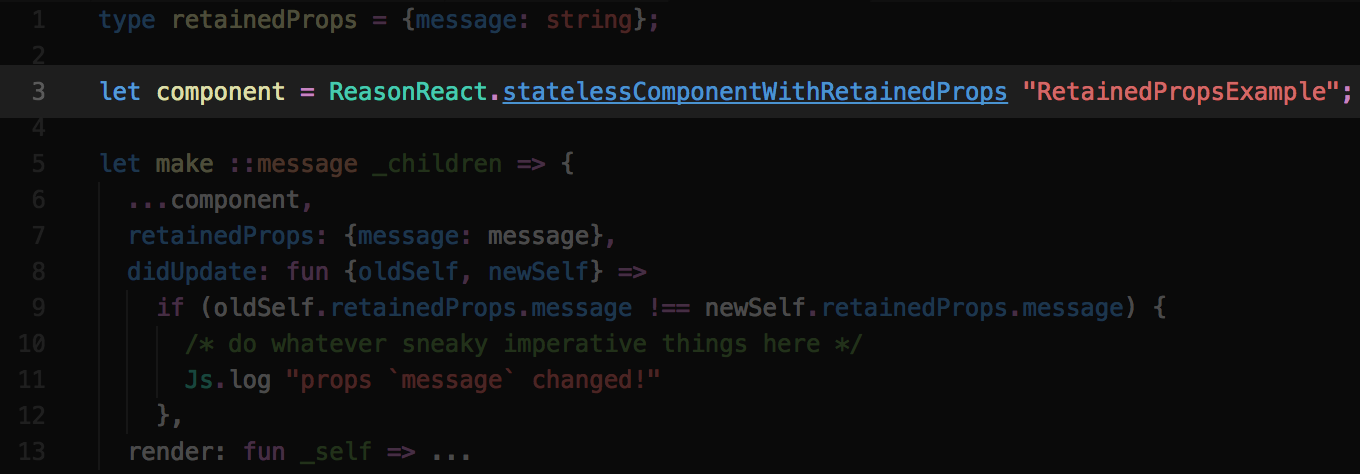 1 type retainedProps = {message: string};
2
3 let component = ReasonReact.statelessComponentWithRetainedProps "RetainedPropsExample";
4
5 let make ::message _children => {
6 ...component,
7 retainedProps: {message: message},
8 didUpdate: fun {oldSelf, newSelf} =>
9 if (oldSelf.retainedProps.message !== newSelf.retainedProps.message) {
10 /* do whatever sneaky imperative things here */
11 Js.log "props `message` changed!"
12 },
13 render: fun _self => ...